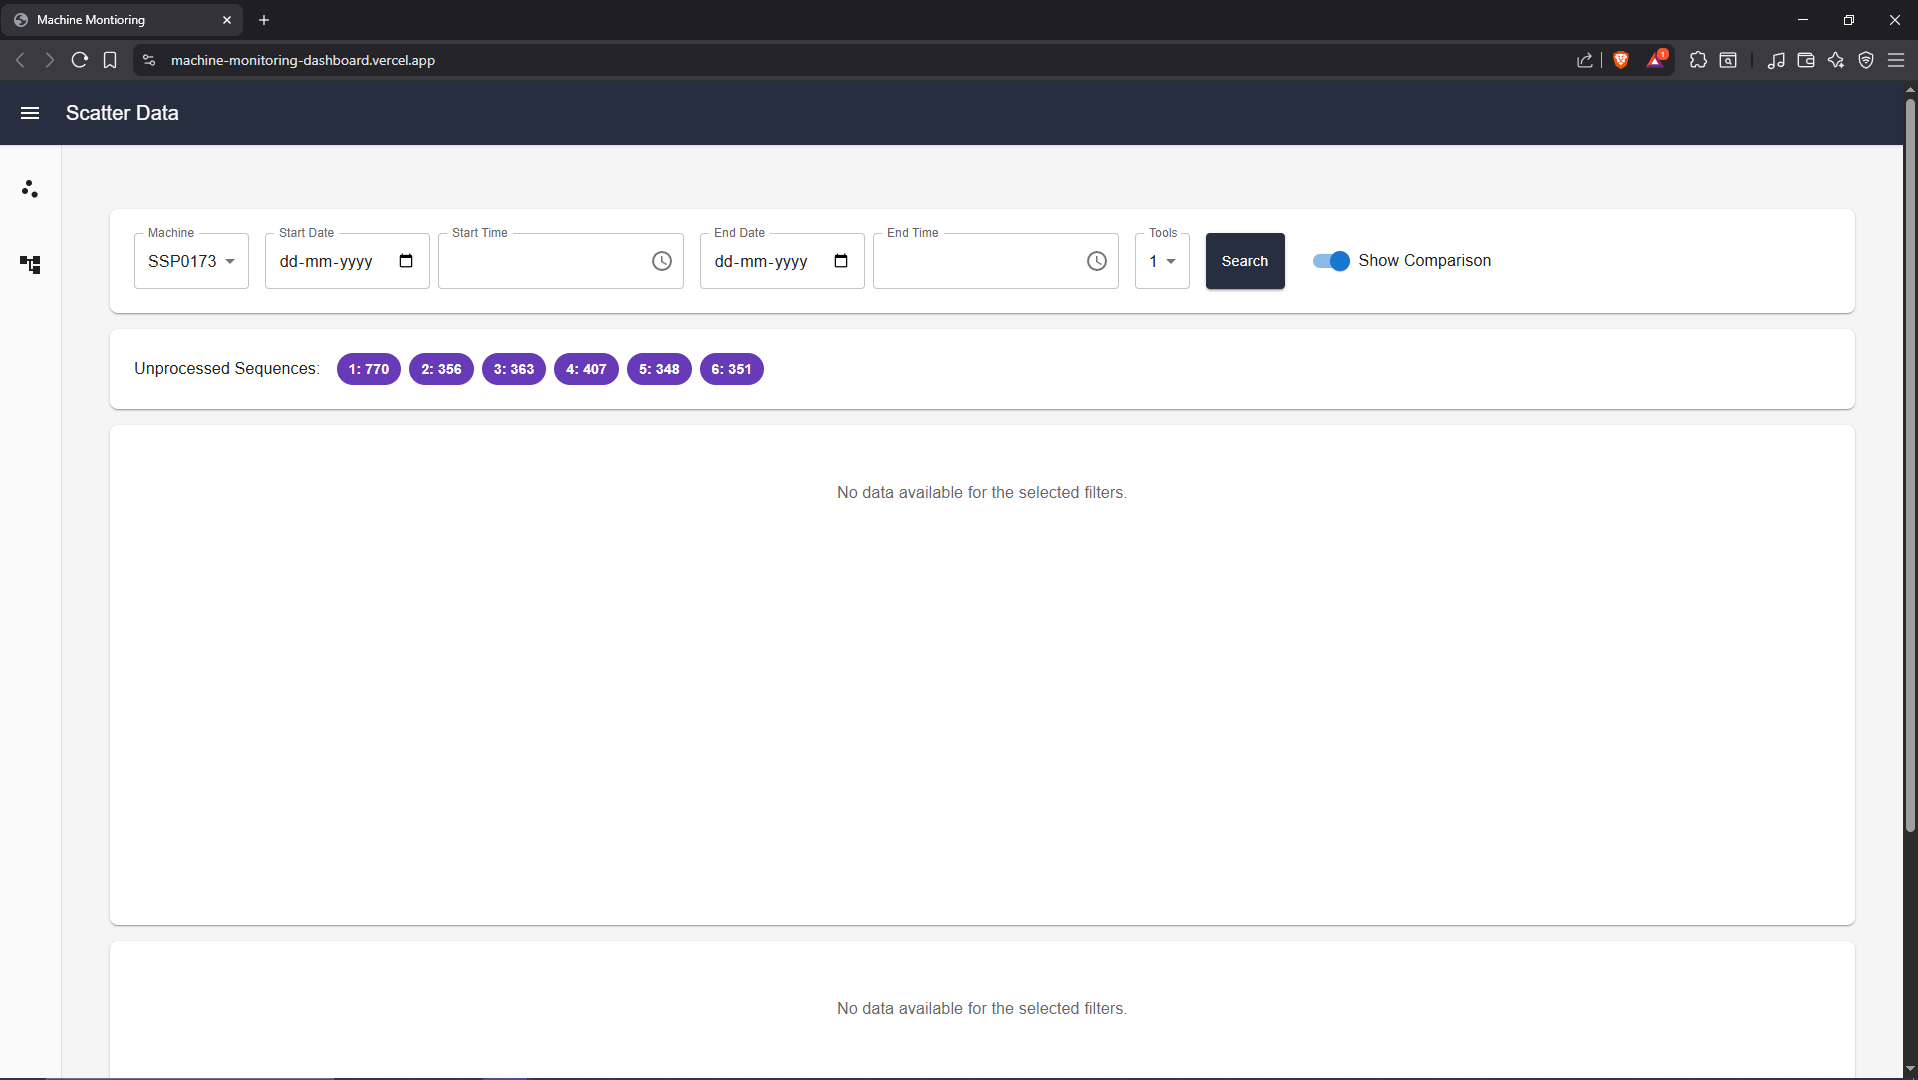 Machine Montioring
machine-monitoring-dashboard.vercel.app
1
Scatter Data
Machine
SSP0173
Start Date
dd-mm-yyyy
Start Time
End Date
dd-mm-yyyy
End Time
Tools
1
Search
Show Comparison
Unprocessed Sequences: 1: 770 2: 356 3: 363 4: 407 5: 348 6: 351
No data available for the selected filters.
No data available for the selected filters.